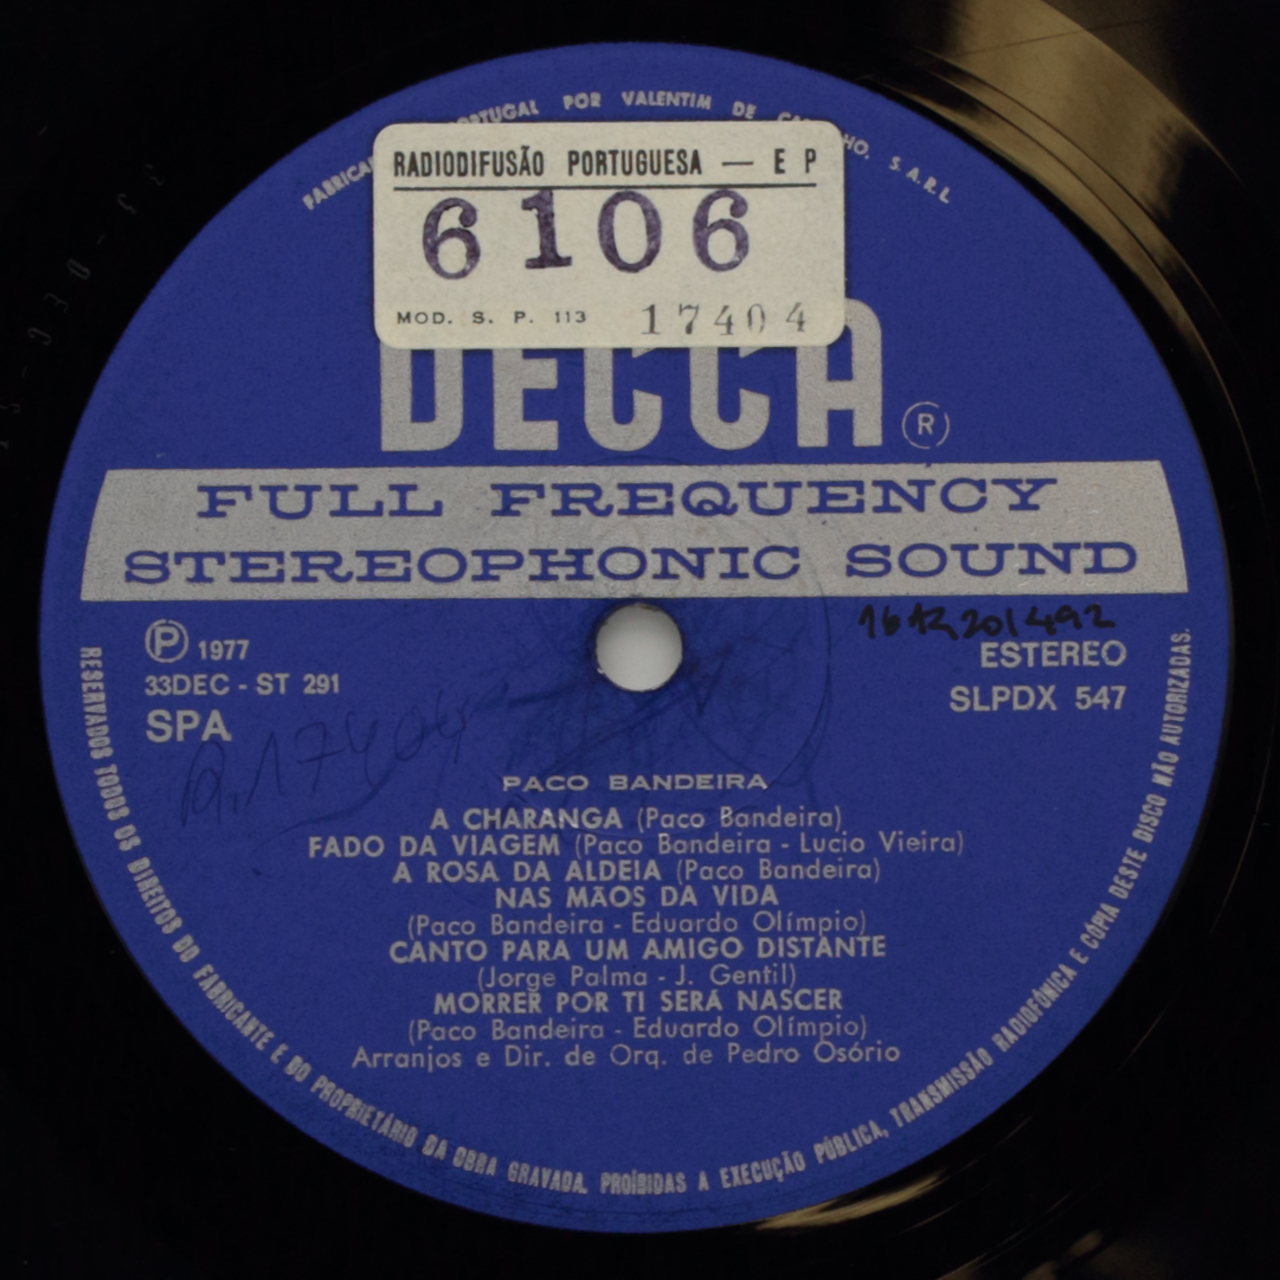 PORTUGAL POR VALENTIM DE S.A.R.L
RADIODIFUSÃO PORTUGUESA — E P
6106
MOD. S. P. 113 17404
DECCA ®
FULL FREQUENCY
STEREOPHONIC SOUND
℗ 1977
33DEC - ST 291
SPA
ESTEREO
SLPDX 547
PACO BANDEIRA
A CHARANGA (Paco Bandeira)
FADO DA VIAGEM (Paco Bandeira - Lucio Vieira)
A ROSA DA ALDEIA (Paco Bandeira)
NAS MÃOS DA VIDA
(Paco Bandeira - Eduardo Olímpio)
CANTO PARA UM AMIGO DISTANTE
(Jorge Palma - J. Gentil)
MORRER POR TI SERÁ NASCER
(Paco Bandeira - Eduardo Olímpio)
Arranjos e Dir. de Orq. de Pedro Osório
RESERVADOS TODOS OS DIREITOS DO FABRICANTE E DO PROPRIETÁRIO DA OBRA GRAVADA. PROÍBIDAS A EXECUÇÃO PÚBLICA, TRANSMISSÃO RADIOFÓNICA E CÓPIA DESTE DISCO NÃO AUTORIZADAS.